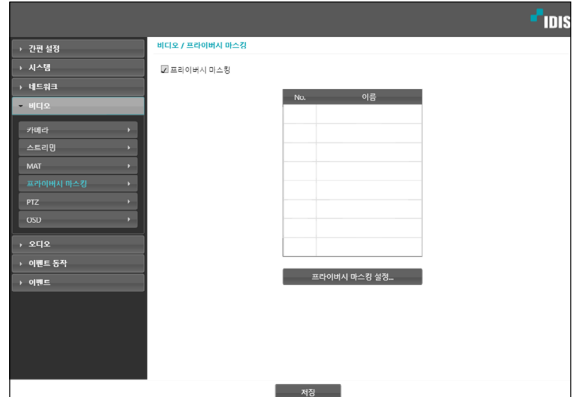 IDIS
간편 설정
시스템
네트워크
비디오
카메라
스트리밍
MAT
프라이버시 마스킹
PTZ
OSD
오디오
이벤트 동작
이벤트
비디오 / 프라이버시 마스킹
프라이버시 마스킹
No. 이름
프라이버시 마스킹 설정...
저장